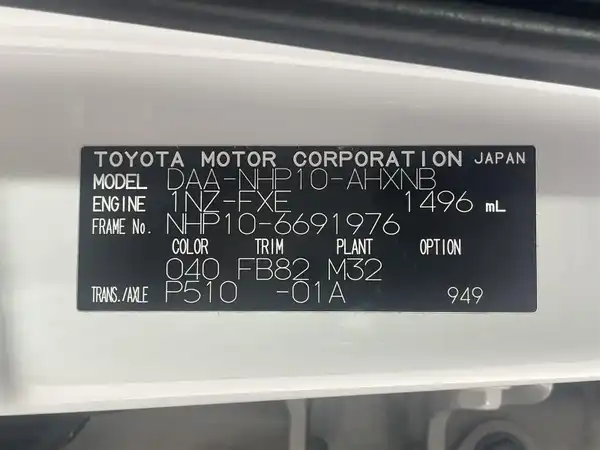 TOYOTA MOTOR CORPORATION JAPAN
MODEL DAA-NHP10-AHXNB
ENGINE 1NZ-FXE 1496 mL
FRAME No. NHP10-6691976
COLOR TRIM PLANT OPTION
040 FB82 M32
TRANS./AXLE P510 -01A 949